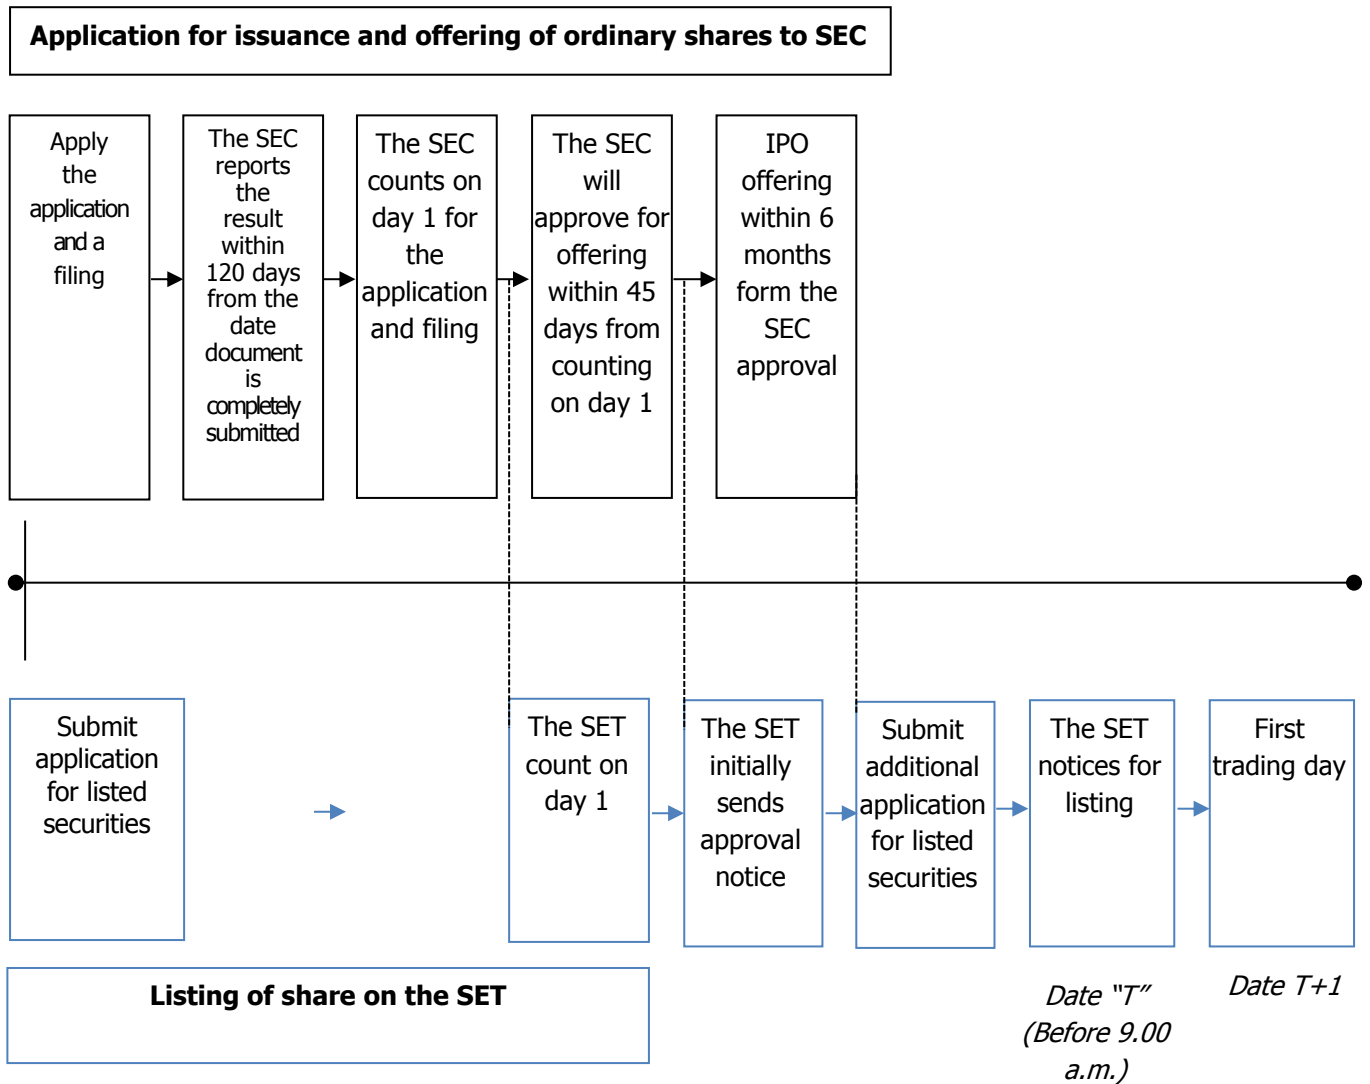 Application for issuance and offering of ordinary shares to SEC
Apply
the
application
and a
filing
The SEC
reports
the
result
within
120 days
from the
date
document
is
completely
submitted
The SEC
counts on
day 1 for
the
application
and filing
The SEC
will
approve for
offering
within 45
days from
counting
on day 1
IPO
offering
within 6
months
form the
SEC
approval
Submit
application
for listed
securities
The SET
count on
day 1
The SET
initially
sends
approval
notice
Submit
additional
application
for listed
securities
The SET
notices for
listing
First
trading day
Listing of share on the SET
Date “T”
(Before 9.00
a.m.)
Date T+1